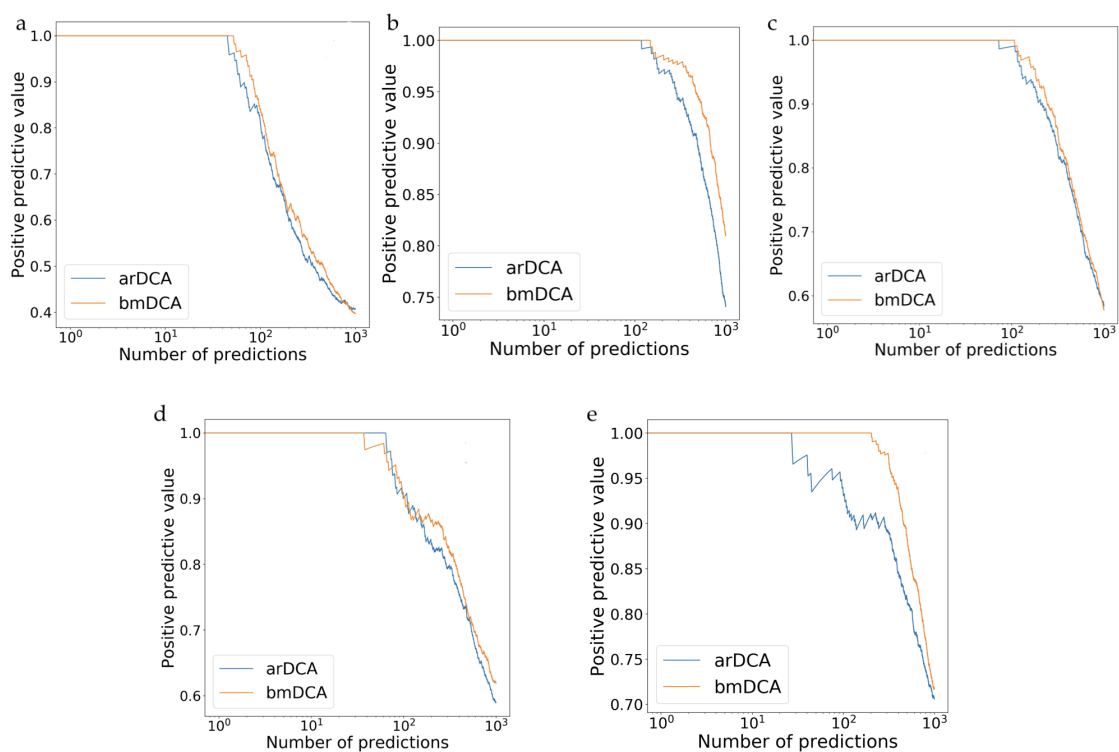 a
1.0
0.9
0.8
0.7
0.6
0.5
0.4
Positive predictive value
arDCA
bmDCA
10^0
10^1
10^2
10^3
Number of predictions
b
1.00
0.95
0.90
0.85
0.80
0.75
Positive predictive value
arDCA
bmDCA
10^0
10^1
10^2
10^3
Number of predictions
c
1.0
0.9
0.8
0.7
0.6
Positive predictive value
arDCA
bmDCA
10^0
10^1
10^2
10^3
Number of predictions
d
1.0
0.9
0.8
0.7
0.6
Positive predictive value
arDCA
bmDCA
10^0
10^1
10^2
10^3
Number of predictions
e
1.00
0.95
0.90
0.85
0.80
0.75
0.70
Positive predictive value
arDCA
bmDCA
10^0
10^1
10^2
10^3
Number of predictions